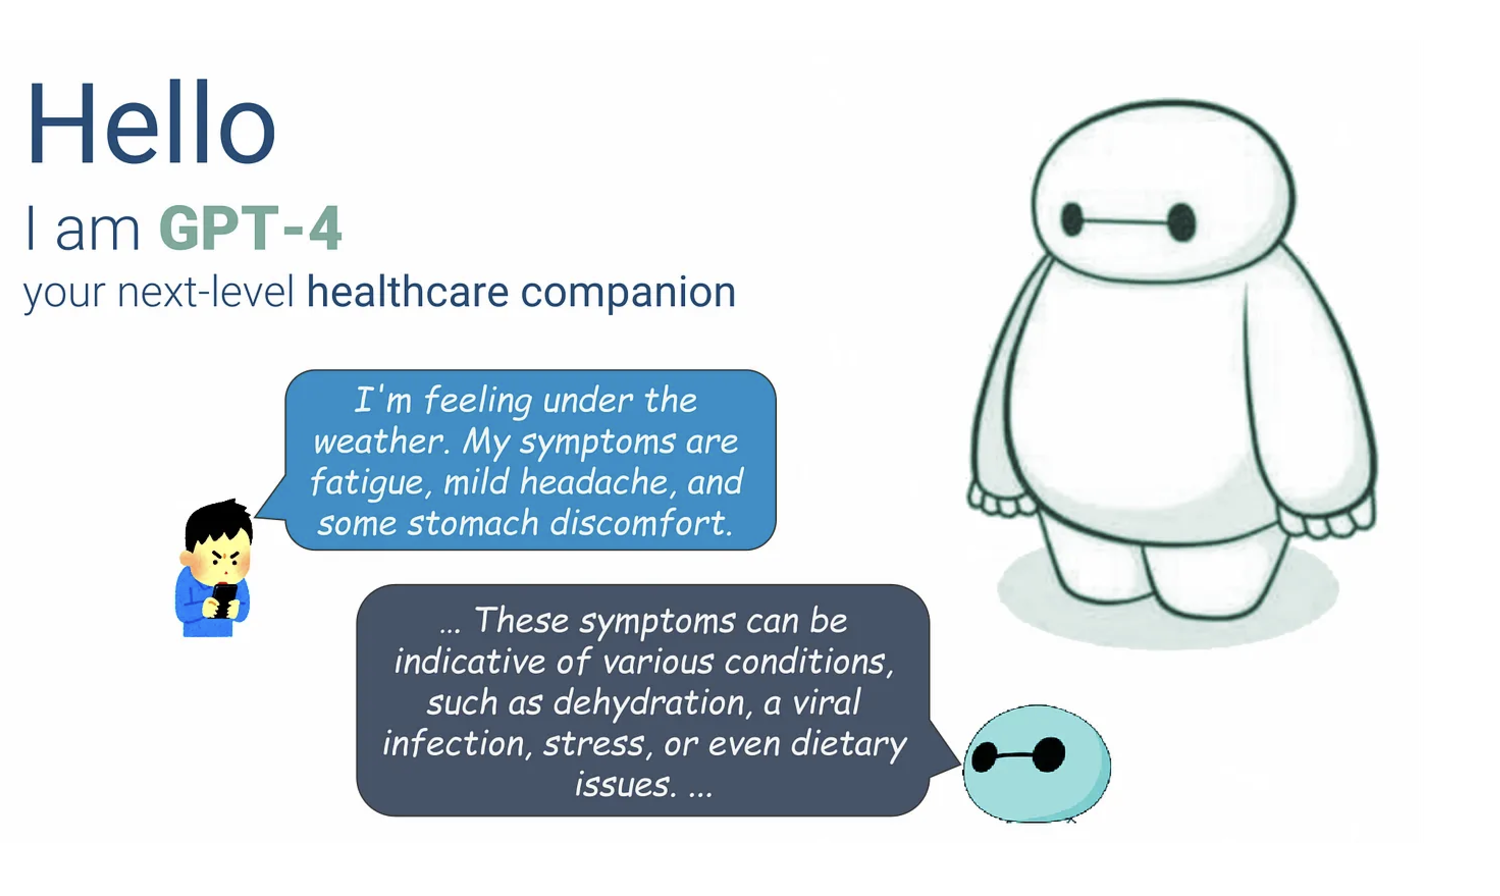 Hello
I am GPT-4
your next-level healthcare companion
I'm feeling under the
weather. My symptoms are
fatigue, mild headache, and
some stomach discomfort.
... These symptoms can be
indicative of various conditions,
such as dehydration, a viral
infection, stress, or even dietary
issues. ...